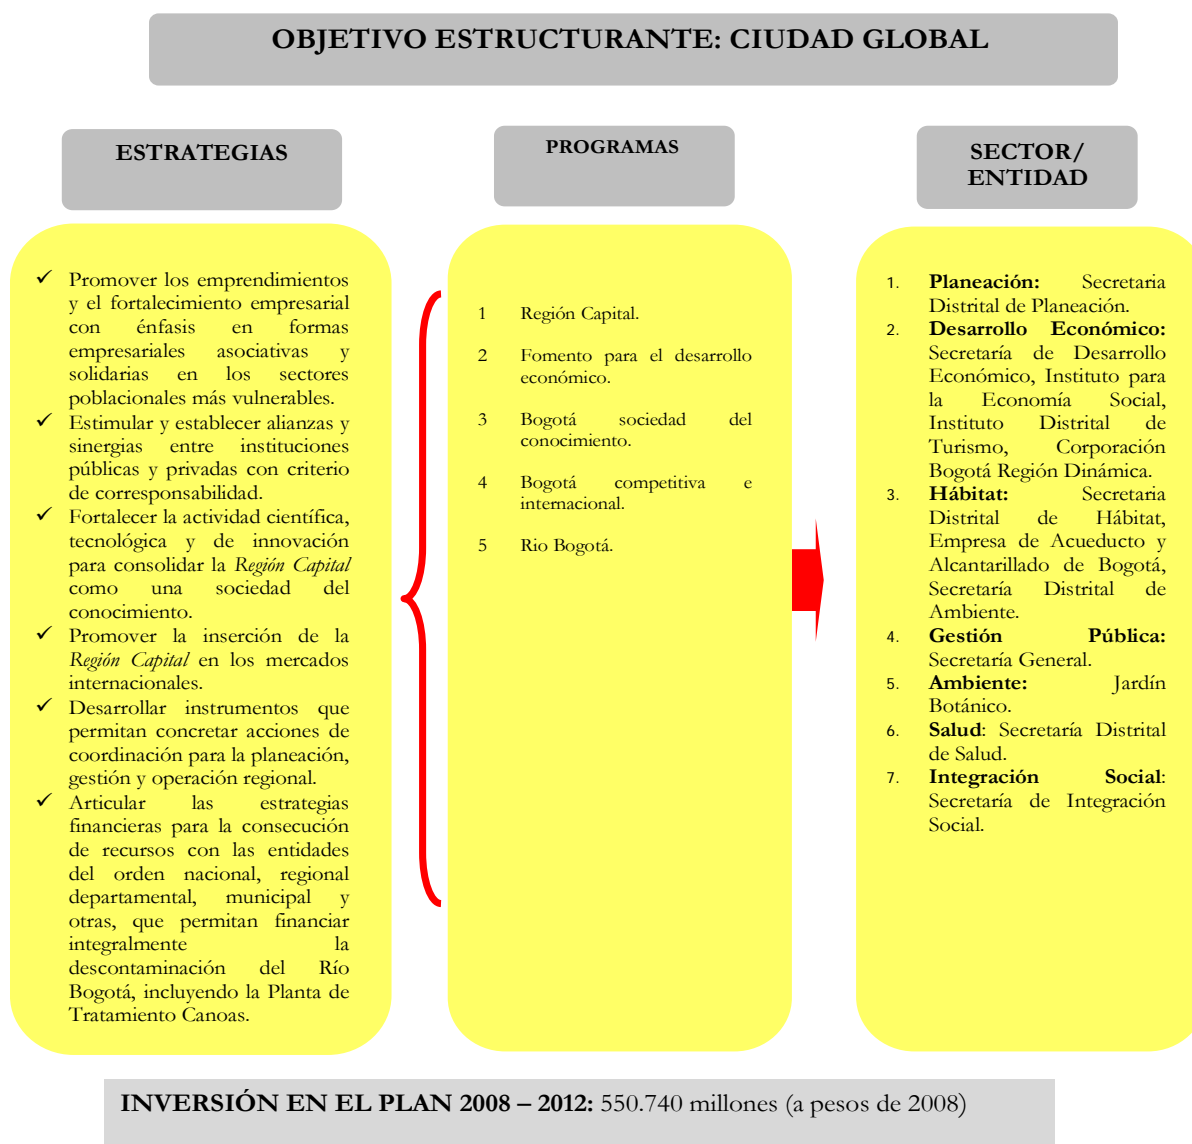 OBJETIVO ESTRUCTURANTE: CIUDAD GLOBAL
ESTRATEGIAS
✓ Promover los emprendimientos
y el fortalecimiento empresarial
con énfasis en formas
empresariales asociativas y
solidarias en los sectores
poblacionales más vulnerables.
✓ Estimular y establecer alianzas y
sinergias entre instituciones
públicas y privadas con criterio
de corresponsabilidad.
✓ Fortalecer la actividad científica,
tecnológica y de innovación
para consolidar la Región Capital
como una sociedad del
conocimiento.
✓ Promover la inserción de la
Región Capital en los mercados
internacionales.
✓ Desarrollar instrumentos que
permitan concretar acciones de
coordinación para la planeación,
gestión y operación regional.
✓ Articular las estrategias
financieras para la consecución
de recursos con las entidades
del orden nacional, regional
departamental, municipal y
otras, que permitan financiar
integralmente la
descontaminación del Río
Bogotá, incluyendo la Planta de
Tratamiento Canoas.
PROGRAMAS
1 Región Capital.
2 Fomento para el desarrollo
económico.
3 Bogotá sociedad del
conocimiento.
4 Bogotá competitiva e
internacional.
5 Rio Bogotá.
SECTOR/
ENTIDAD
1. Planeación: Secretaria
Distrital de Planeación.
2. Desarrollo Económico:
Secretaría de Desarrollo
Económico, Instituto para
la Economía Social,
Instituto Distrital de
Turismo, Corporación
Bogotá Región Dinámica.
3. Hábitat: Secretaria
Distrital de Hábitat,
Empresa de Acueducto y
Alcantarillado de Bogotá,
Secretaría Distrital de
Ambiente.
4. Gestión Pública:
Secretaría General.
5. Ambiente: Jardín
Botánico.
6. Salud: Secretaría Distrital
de Salud.
7. Integración Social:
Secretaría de Integración
Social.
INVERSIÓN EN EL PLAN 2008 – 2012: 550.740 millones (a pesos de 2008)